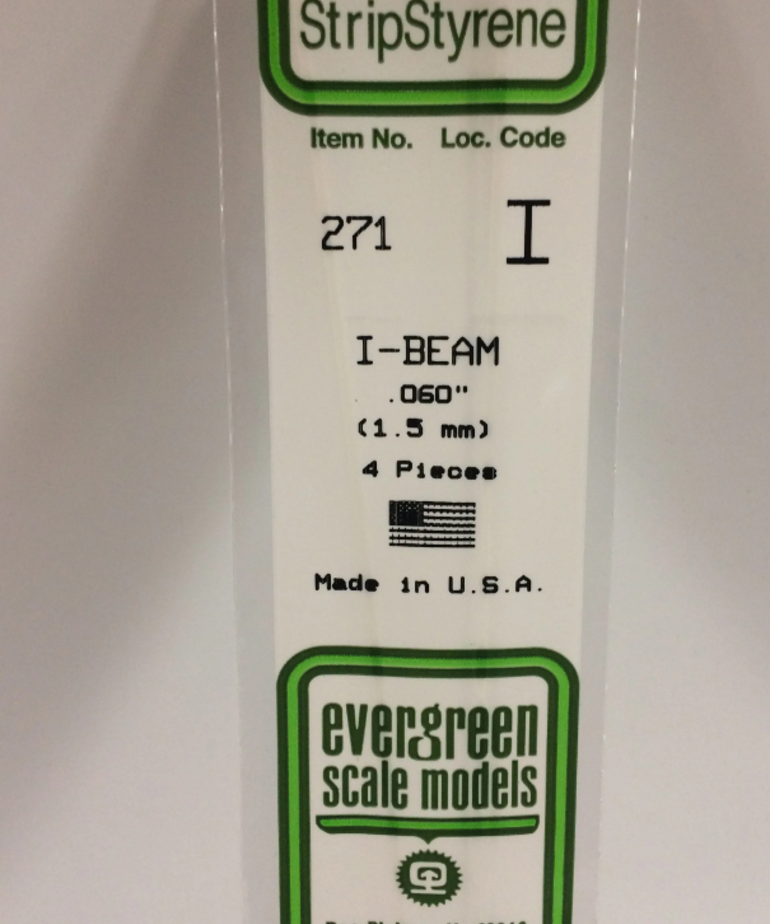 StripStyrene
Item No. Loc. Code
271 I
I-BEAM
.060"
(1.5 mm)
4 Pieces
Made in U.S.A.
evergreen
scale models